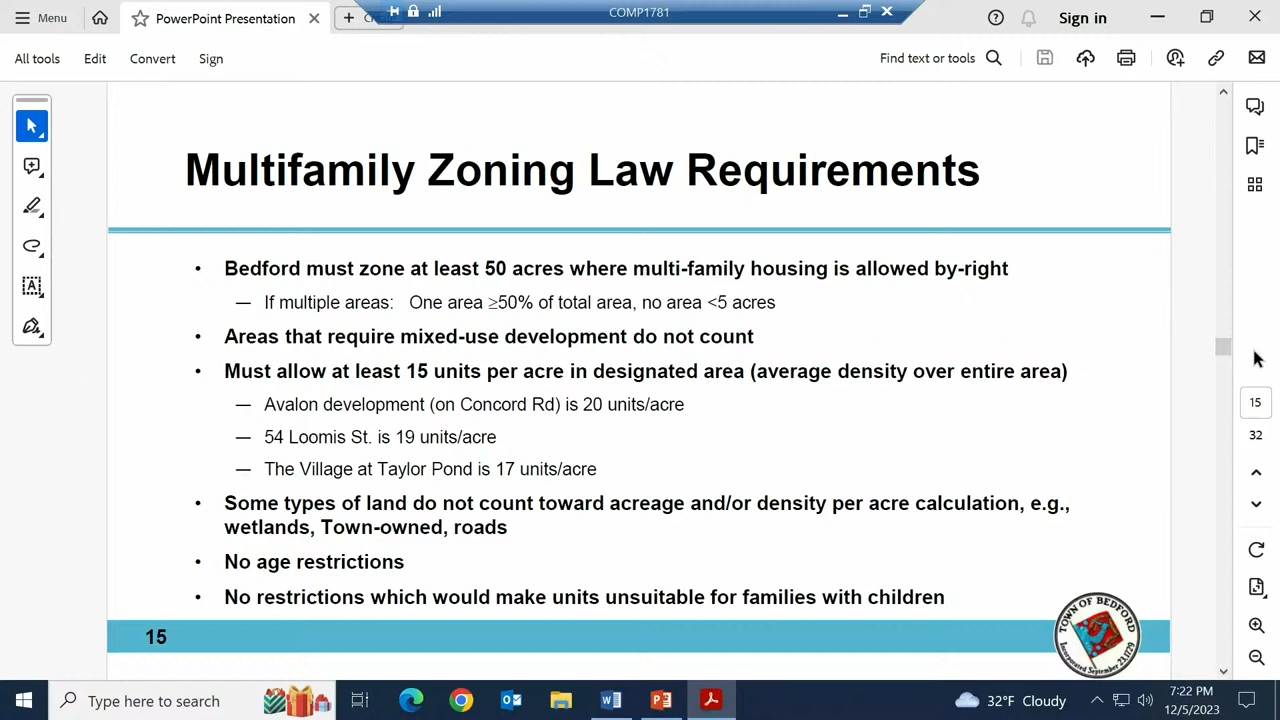 Menu
PowerPoint Presentation
COMP1781
Sign in
All tools
Edit
Convert
Sign
Find text or tools
Multifamily Zoning Law Requirements
• Bedford must zone at least 50 acres where multi-family housing is allowed by-right
— If multiple areas: One area ≥50% of total area, no area <5 acres
• Areas that require mixed-use development do not count
• Must allow at least 15 units per acre in designated area (average density over entire area)
— Avalon development (on Concord Rd) is 20 units/acre
— 54 Loomis St. is 19 units/acre
— The Village at Taylor Pond is 17 units/acre
• Some types of land do not count toward acreage and/or density per acre calculation, e.g.,
wetlands, Town-owned, roads
• No age restrictions
• No restrictions which would make units unsuitable for families with children
15
TOWN OF BEDFORD
15
32
Type here to search
32°F Cloudy
7:22 PM
12/5/2023